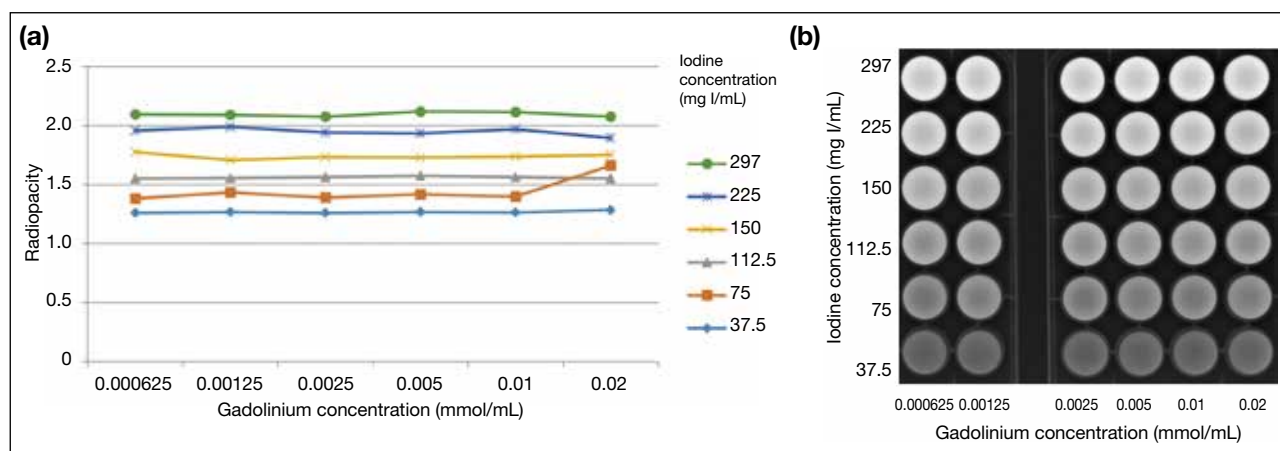 (a)
2.5
2.0
1.5
1.0
0.5
0
Radiopacity
0.000625 0.00125 0.0025 0.005 0.01 0.02
Gadolinium concentration (mmol/mL)
Iodine
concentration
(mg I/mL)
297
225
150
112.5
75
37.5
(b)
297
225
150
112.5
75
37.5
Iodine concentration (mg I/mL)
0.000625 0.00125 0.0025 0.005 0.01 0.02
Gadolinium concentration (mmol/mL)